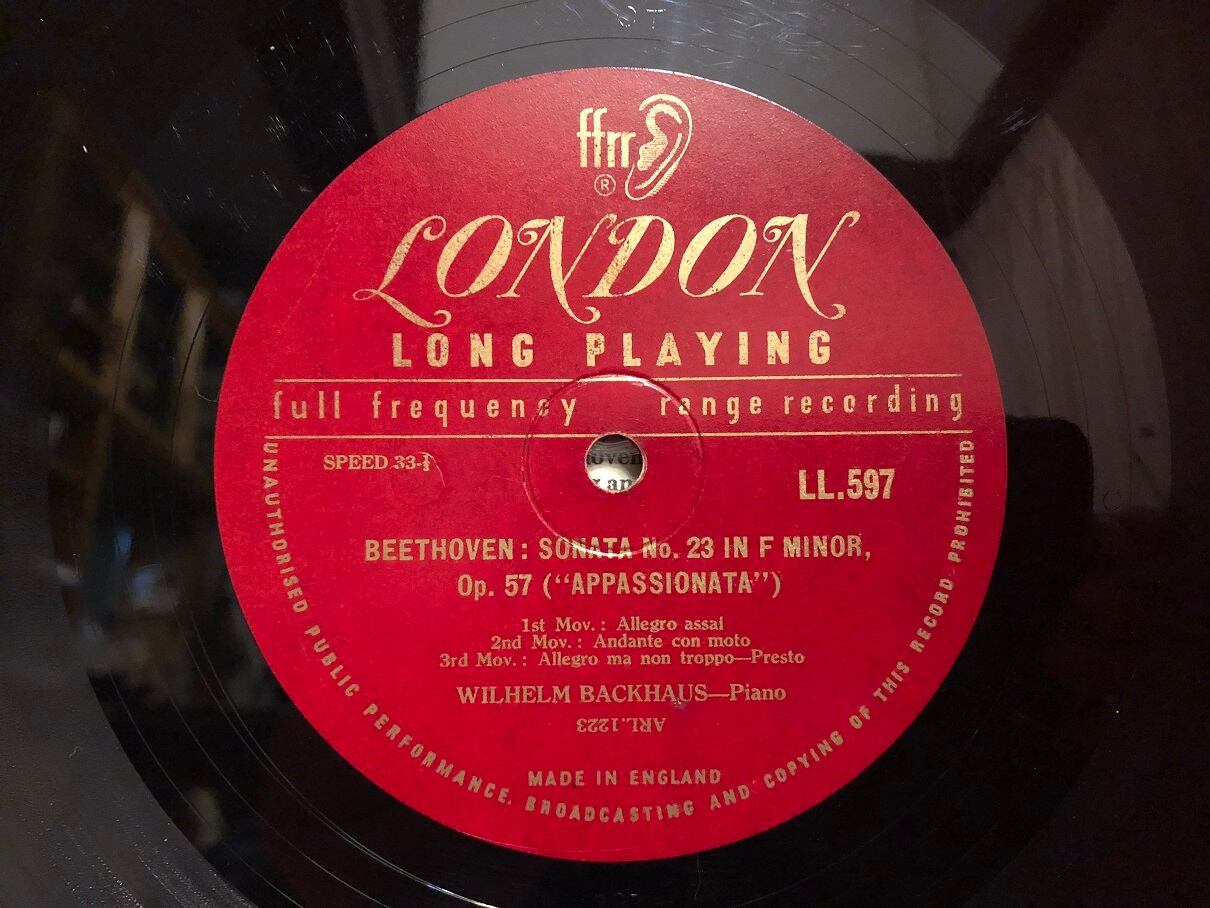 ffrr
®
LONDON
LONG PLAYING
full frequency range recording
SPEED 33-⅓
LL.597
BEETHOVEN : SONATA No. 23 IN F MINOR,
Op. 57 ("APPASSIONATA")
1st Mov. : Allegro assai
2nd Mov. : Andante con moto
3rd Mov. : Allegro ma non troppo—Presto
WILHELM BACKHAUS—Piano
ARL.1223
MADE IN ENGLAND
UNAUTHORISED PUBLIC PERFORMANCE, BROADCASTING AND COPYING OF THIS RECORD PROHIBITED